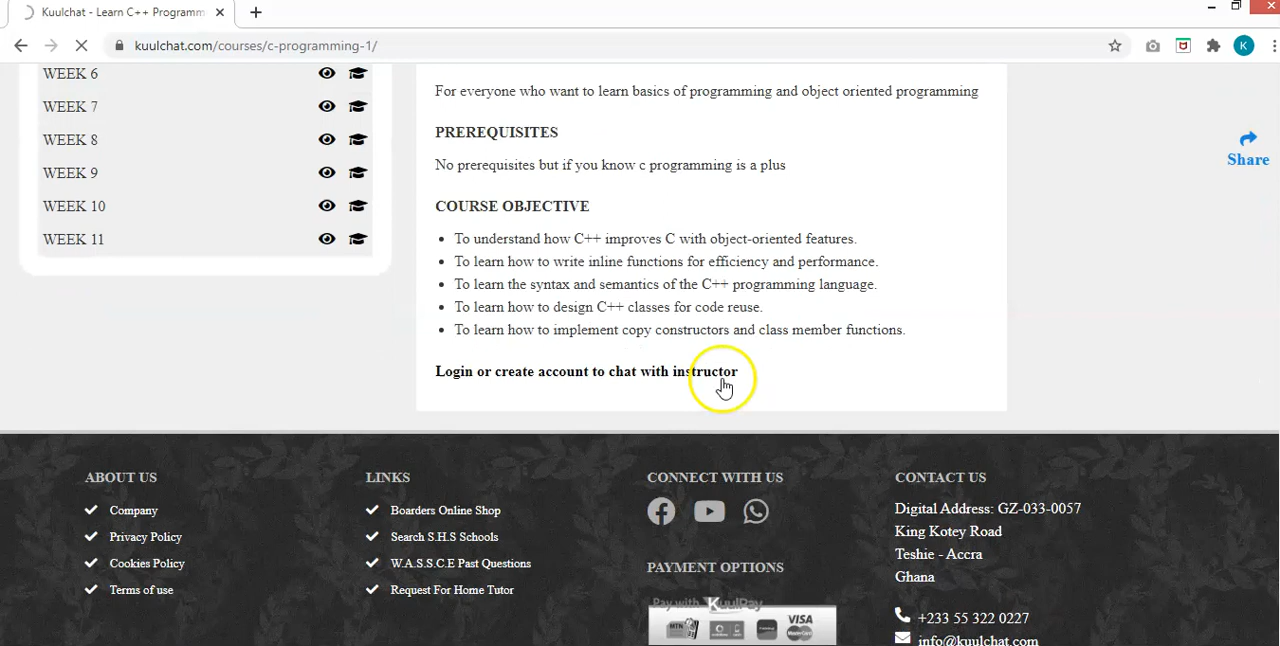 Kuulchat - Learn C++ Programm
kuulchat.com/courses/c-programming-1/
K
WEEK 6
WEEK 7
WEEK 8
WEEK 9
WEEK 10
WEEK 11
For everyone who want to learn basics of programming and object oriented programming
PREREQUISITES
No prerequisites but if you know c programming is a plus
COURSE OBJECTIVE
To understand how C++ improves C with object-oriented features.
To learn how to write inline functions for efficiency and performance.
To learn the syntax and semantics of the C++ programming language.
To learn how to design C++ classes for code reuse.
To learn how to implement copy constructors and class member functions.
Login or create account to chat with instructor
Share
ABOUT US
Company
Privacy Policy
Cookies Policy
Terms of use
LINKS
Boarders Online Shop
Search S.H.S Schools
W.A.S.S.C.E Past Questions
Request For Home Tutor
CONNECT WITH US
PAYMENT OPTIONS
Pay with KuulPay
MTN
VISA
CONTACT US
Digital Address: GZ-033-0057
King Kotey Road
Teshie - Accra
Ghana
+233 55 322 0227
info@kuulchat.com